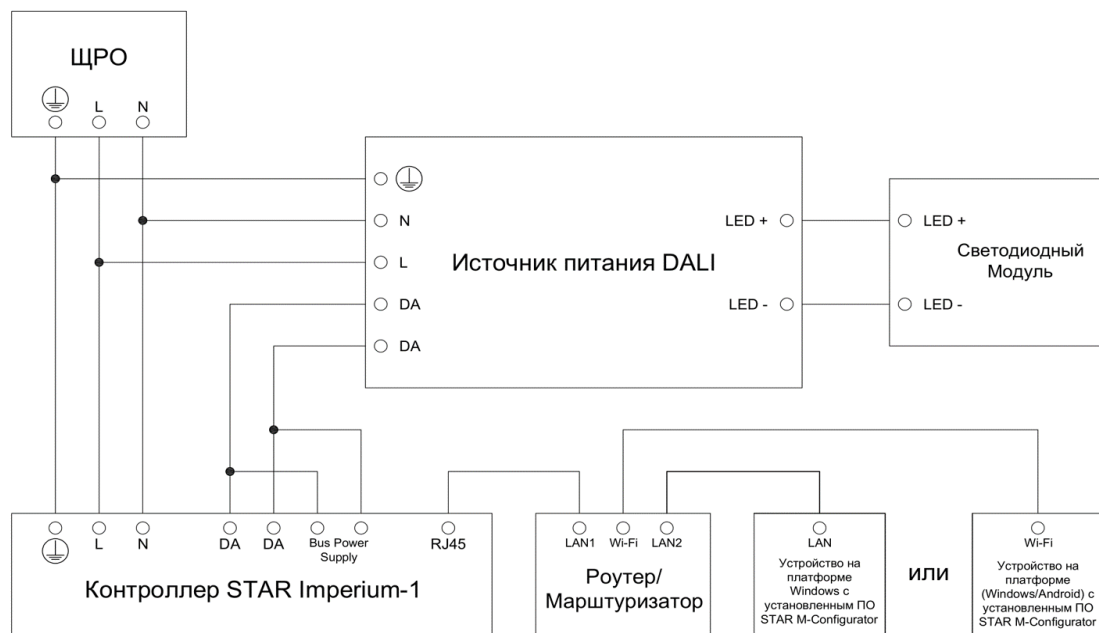 ЩРО
L
N
N
L
DA
DA
Источник питания DALI
LED +
LED -
LED +
LED -
Светодиодный
Модуль
L
N
DA
DA
Bus Power
Supply
RJ45
Контроллер STAR Imperium-1
LAN1
Wi-Fi
LAN2
Роутер/
Марштуризатор
LAN
Устройство на
платформе
Windows с
установленным ПО
STAR M-Configurator
или
Wi-Fi
Устройство на
платформе
(Windows/Android) с
установленным ПО
STAR M-Configurator